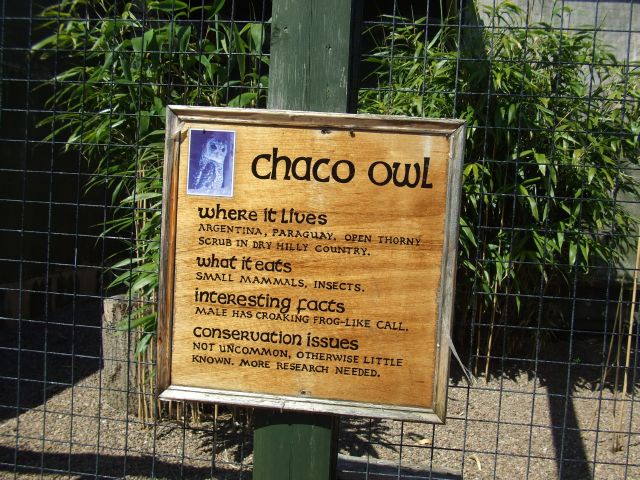 chaco owl
where it lives
ARGENTINA, PARAGUAY. OPEN THORNY
SCRUB IN DRY HILLY COUNTRY.
what it eats
SMALL MAMMALS, INSECTS.
interesting facts
MALE HAS CROAKING FROG-LIKE CALL.
conservation issues
NOT UNCOMMON, OTHERWISE LITTLE
KNOWN. MORE RESEARCH NEEDED.